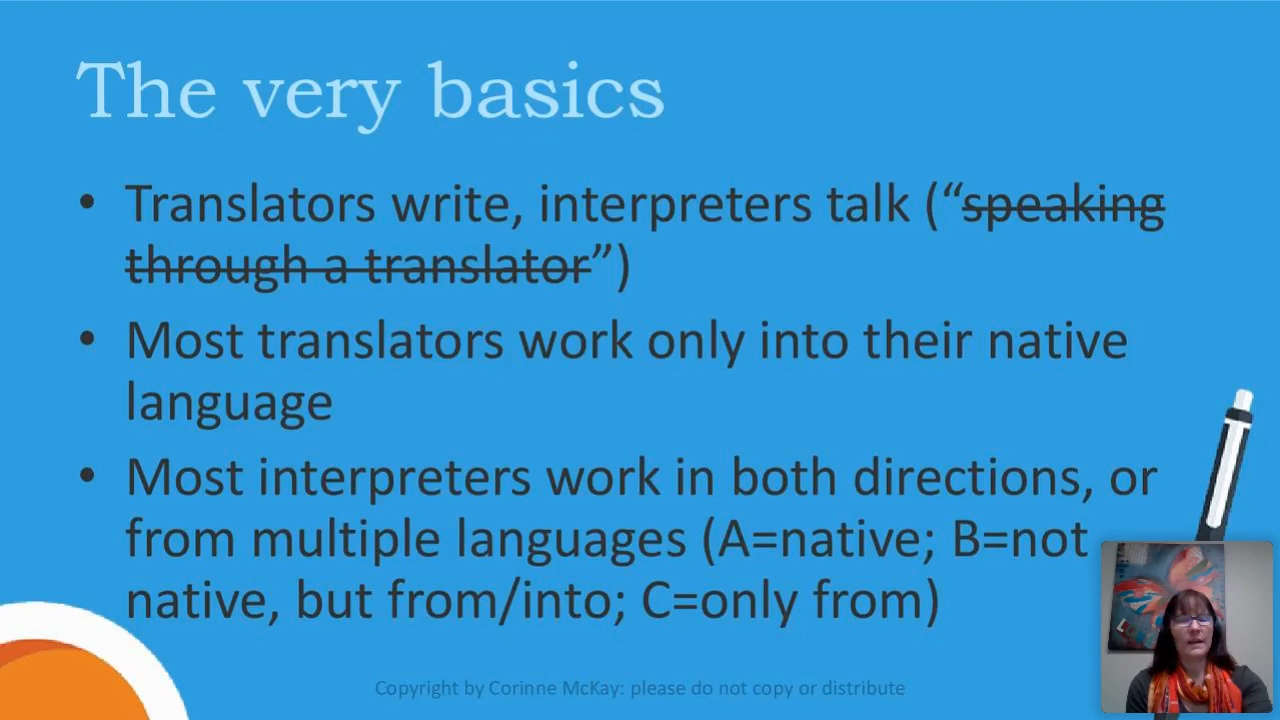 The very basics
• Translators write, interpreters talk (“speaking
through a translator”)
• Most translators work only into their native
language
• Most interpreters work in both directions, or
from multiple languages (A=native; B=not
native, but from/into; C=only from)
Copyright by Corinne McKay: please do not copy or distribute